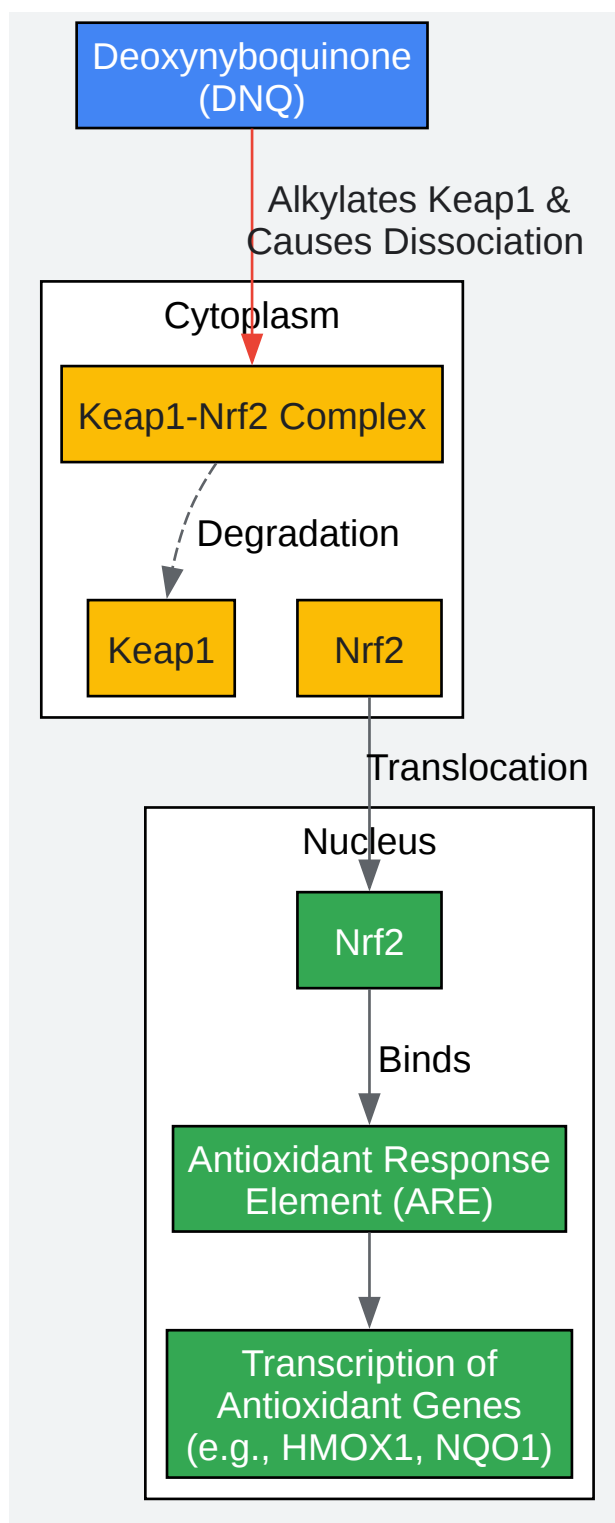 Deoxynyboquinone
(DNQ)
Alkylates Keap1 &
Causes Dissociation
Cytoplasm
Keap1-Nrf2 Complex
Degradation
Keap1
Nrf2
Translocation
Nucleus
Nrf2
Binds
Antioxidant Response
Element (ARE)
Transcription of
Antioxidant Genes
(e.g., HMOX1, NQO1)